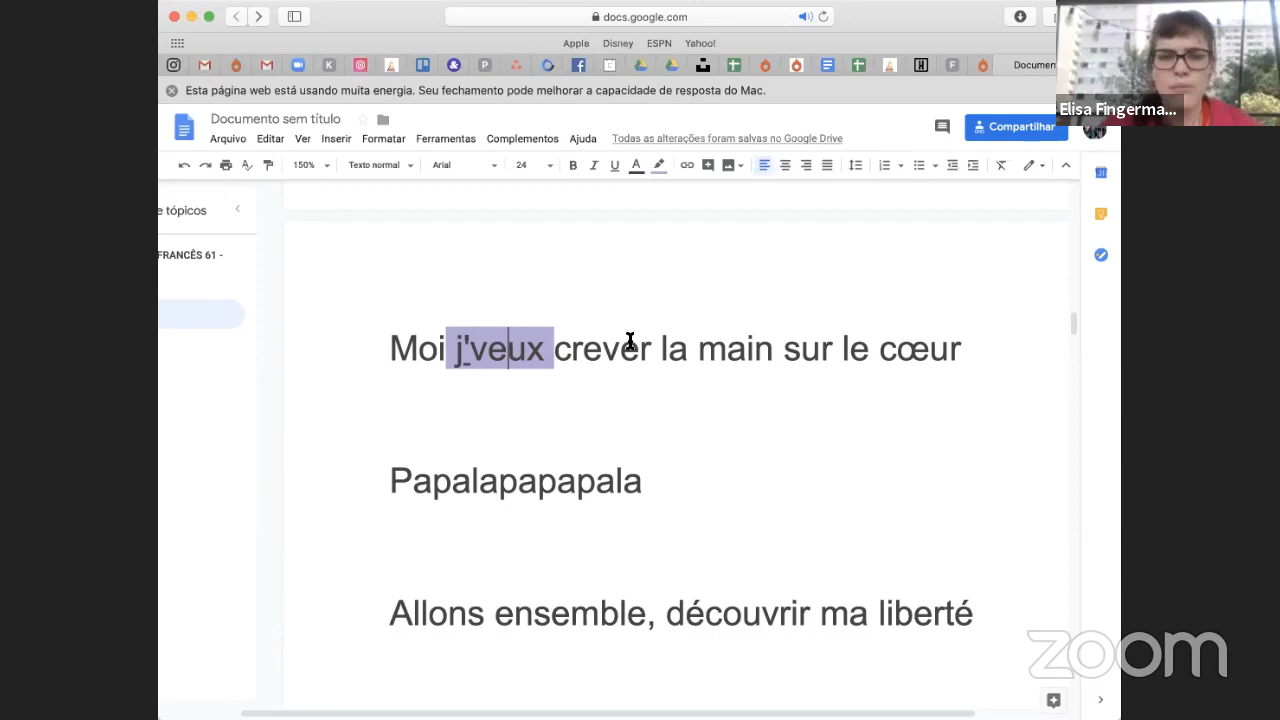 docs.google.com
Apple Disney ESPN Yahoo!
Documen
Esta página web está usando muita energia. Seu fechamento pode melhorar a capacidade de resposta do Mac.
Elisa Fingerma...
Documento sem título
Arquivo Editar Ver Inserir Formatar Ferramentas Complementos Ajuda Todas as alterações foram salvas no Google Drive
Compartilhar
150% Texto normal Arial 24 B I U A
e tópicos
FRANCÊS 61 -
Moi j'veux crever la main sur le cœur
Papalapapapala
Allons ensemble, découvrir ma liberté
zoom